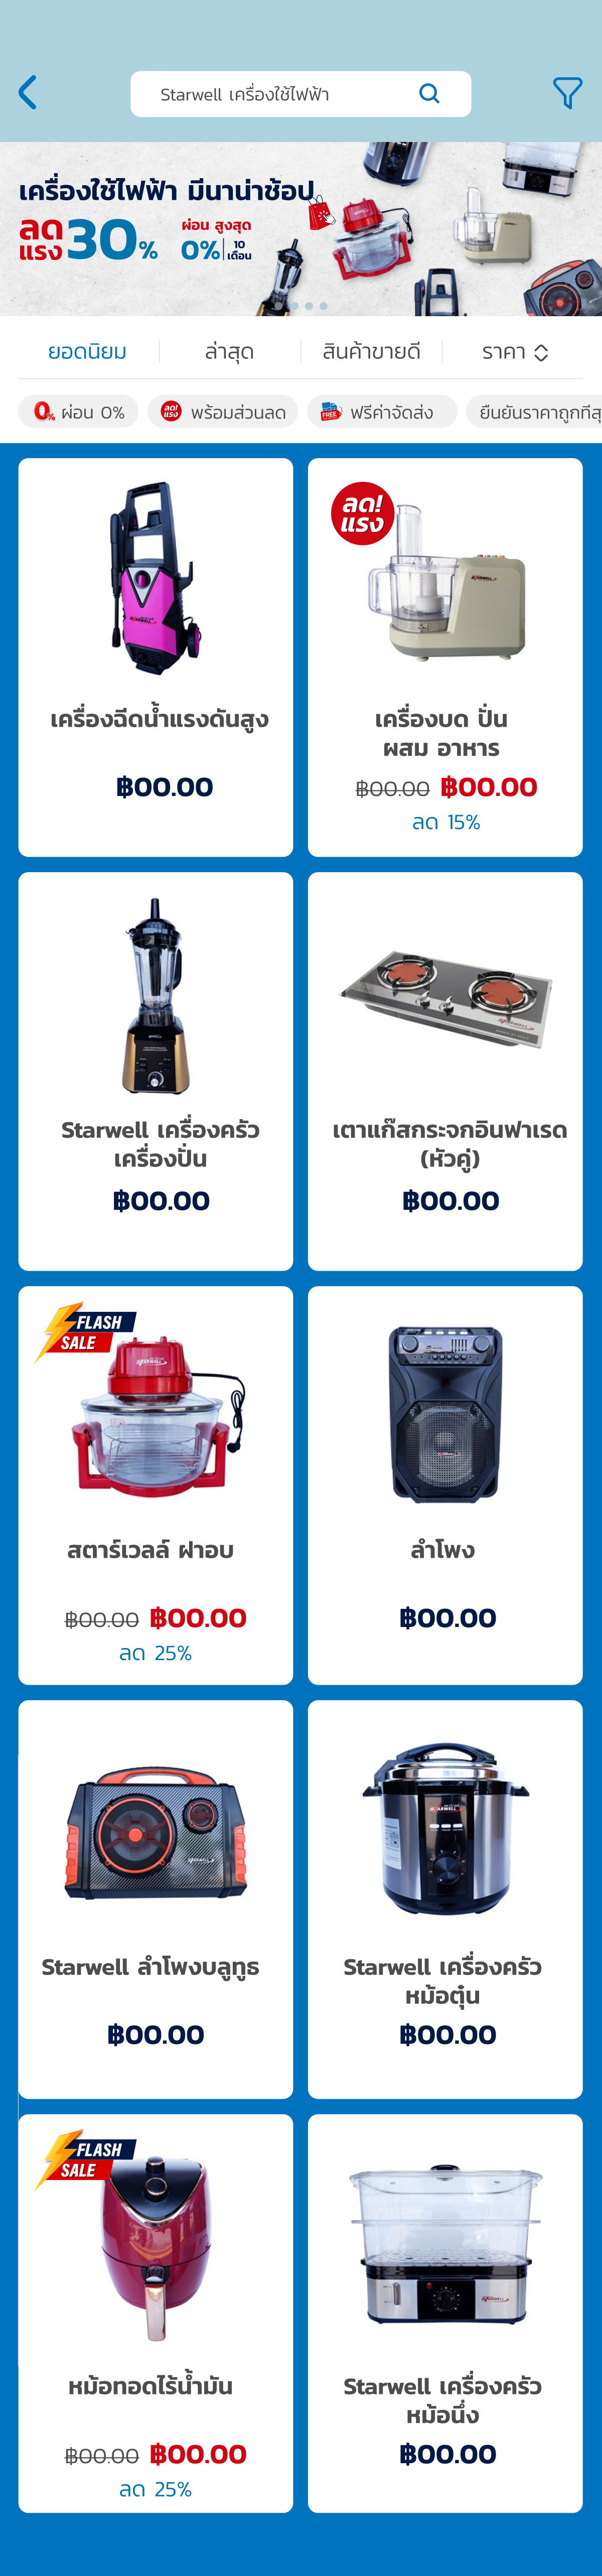 Starwell เครื่องใช้ไฟฟ้า
เครื่องใช้ไฟฟ้า มีนาน่าช้อป
ลดแรง 30%
ผ่อน สูงสุด
0% 10 เดือน
ยอดนิยม ล่าสุด สินค้าขายดี ราคา
0% ผ่อน 0% ลด! แรง พร้อมส่วนลด FREE ฟรีค่าจัดส่ง ยืนยันราคาถูกที่สุ
ลด!
แรง
STARWELL
STARWELL
เครื่องฉีดน้ำแรงดันสูง
฿00.00
เครื่องบด ปั่น
ผสม อาหาร
฿00.00 ฿00.00
ลด 15%
Starwell เครื่องครัว
เครื่องปั่น
฿00.00
STARWELL
เตาแก๊สกระจกอินฟาเรด
(หัวคู่)
฿00.00
FLASH
SALE
STARWELL
สตาร์เวลล์ ฝาอบ
฿00.00 ฿00.00
ลด 25%
ลำโพง
฿00.00
STARWELL
Starwell ลำโพงบลูทูธ
฿00.00
STARWELL
Starwell เครื่องครัว
หม้อตุ๋น
฿00.00
FLASH
SALE
หม้อทอดไร้น้ำมัน
฿00.00 ฿00.00
ลด 25%
STARWELL
Starwell เครื่องครัว
หม้อนึ่ง
฿00.00